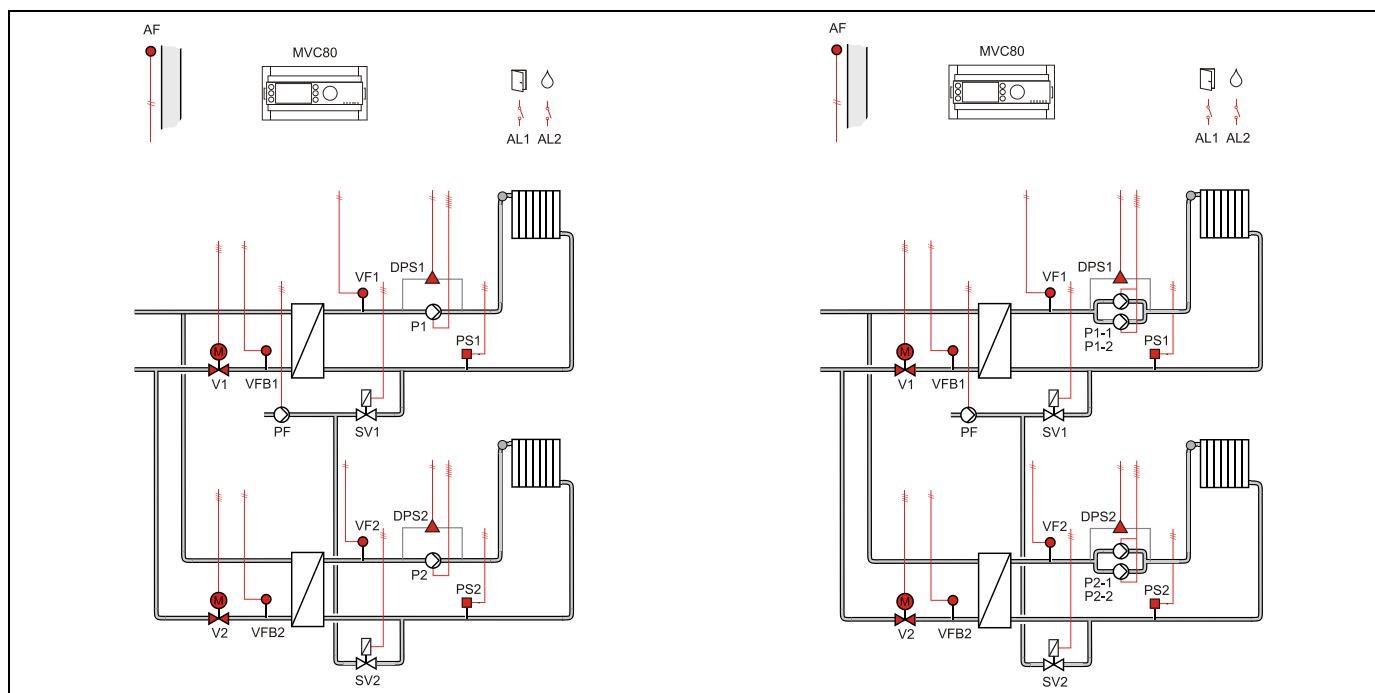 AF
MVC80
AL1 AL2
DPS1
VF1
P1
PS1
M
V1
VFB1
PF
SV1
DPS2
VF2
P2
PS2
M
V2
VFB2
SV2
AF
MVC80
AL1 AL2
DPS1
VF1
P1-1
P1-2
PS1
M
V1
VFB1
PF
SV1
DPS2
VF2
P2-1
P2-2
PS2
M
V2
VFB2
SV2